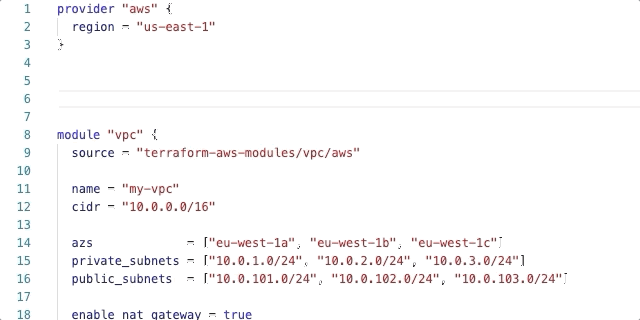 1 provider "aws" {
2   region = "us-east-1"
3 }
4
5
6
7
8 module "vpc" {
9   source = "terraform-aws-modules/vpc/aws"
10
11   name = "my-vpc"
12   cidr = "10.0.0.0/16"
13
14   azs             = ["eu-west-1a", "eu-west-1b", "eu-west-1c"]
15   private_subnets = ["10.0.1.0/24", "10.0.2.0/24", "10.0.3.0/24"]
16   public_subnets  = ["10.0.101.0/24", "10.0.102.0/24", "10.0.103.0/24"]
17
18   enable_nat_gateway = true